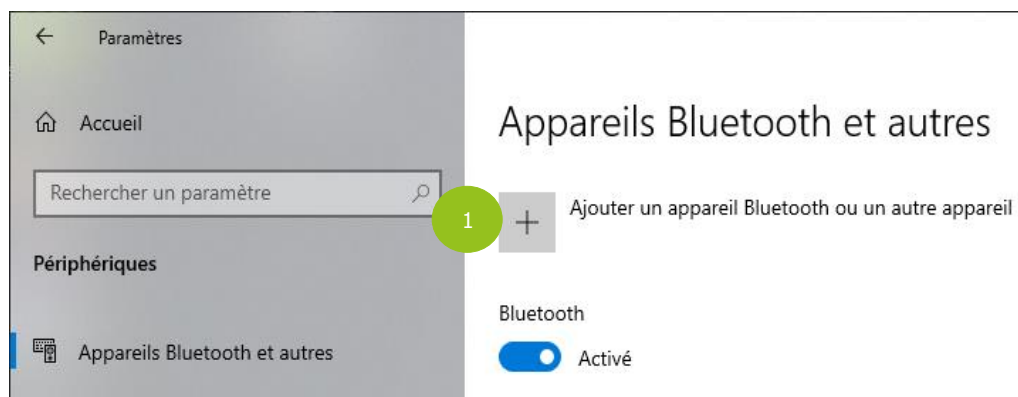 Paramètres
Accueil
Rechercher un paramètre
Périphériques
Appareils Bluetooth et autres
Appareils Bluetooth et autres
1
Ajouter un appareil Bluetooth ou un autre appareil
Bluetooth
Activé